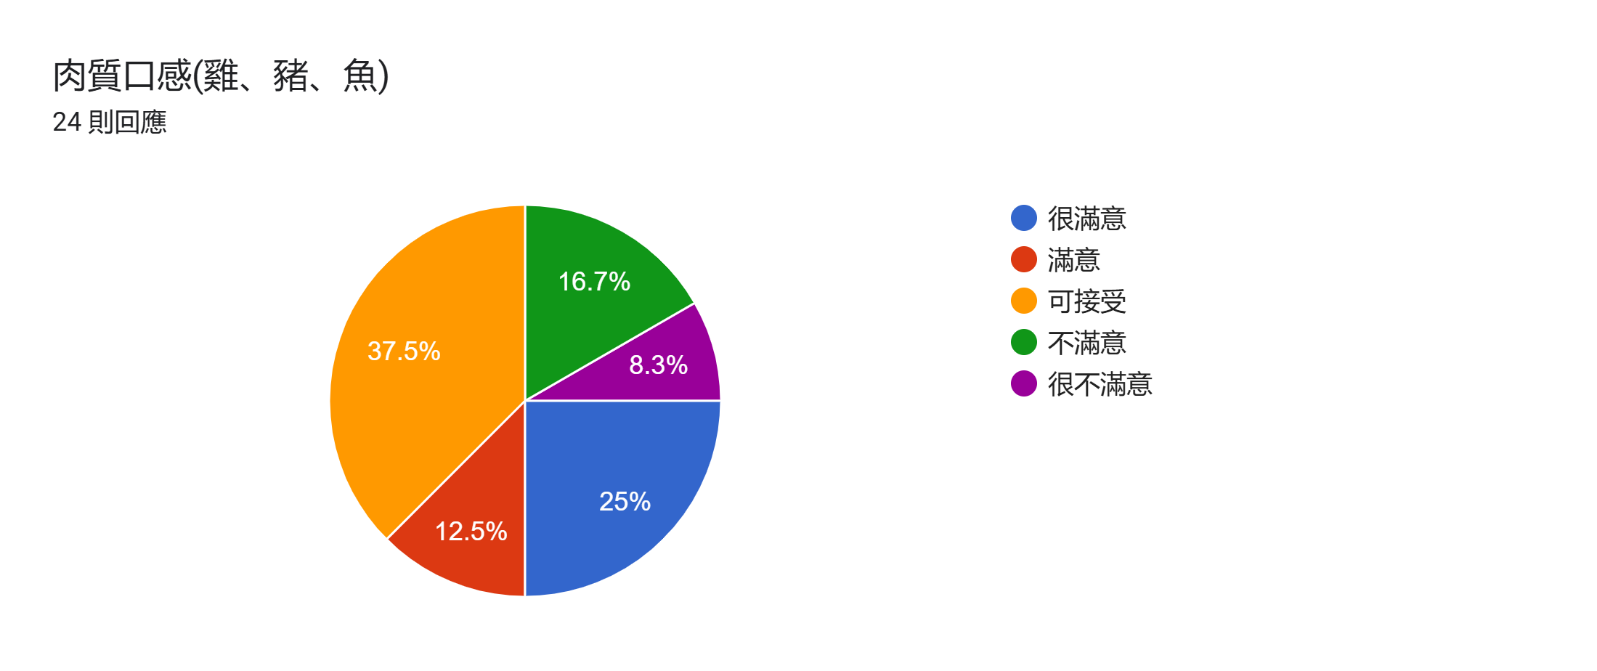 肉質口感(雞、豬、魚)
24 則回應
16.7%
37.5%
8.3%
25%
12.5%
很滿意
滿意
可接受
不滿意
很不滿意